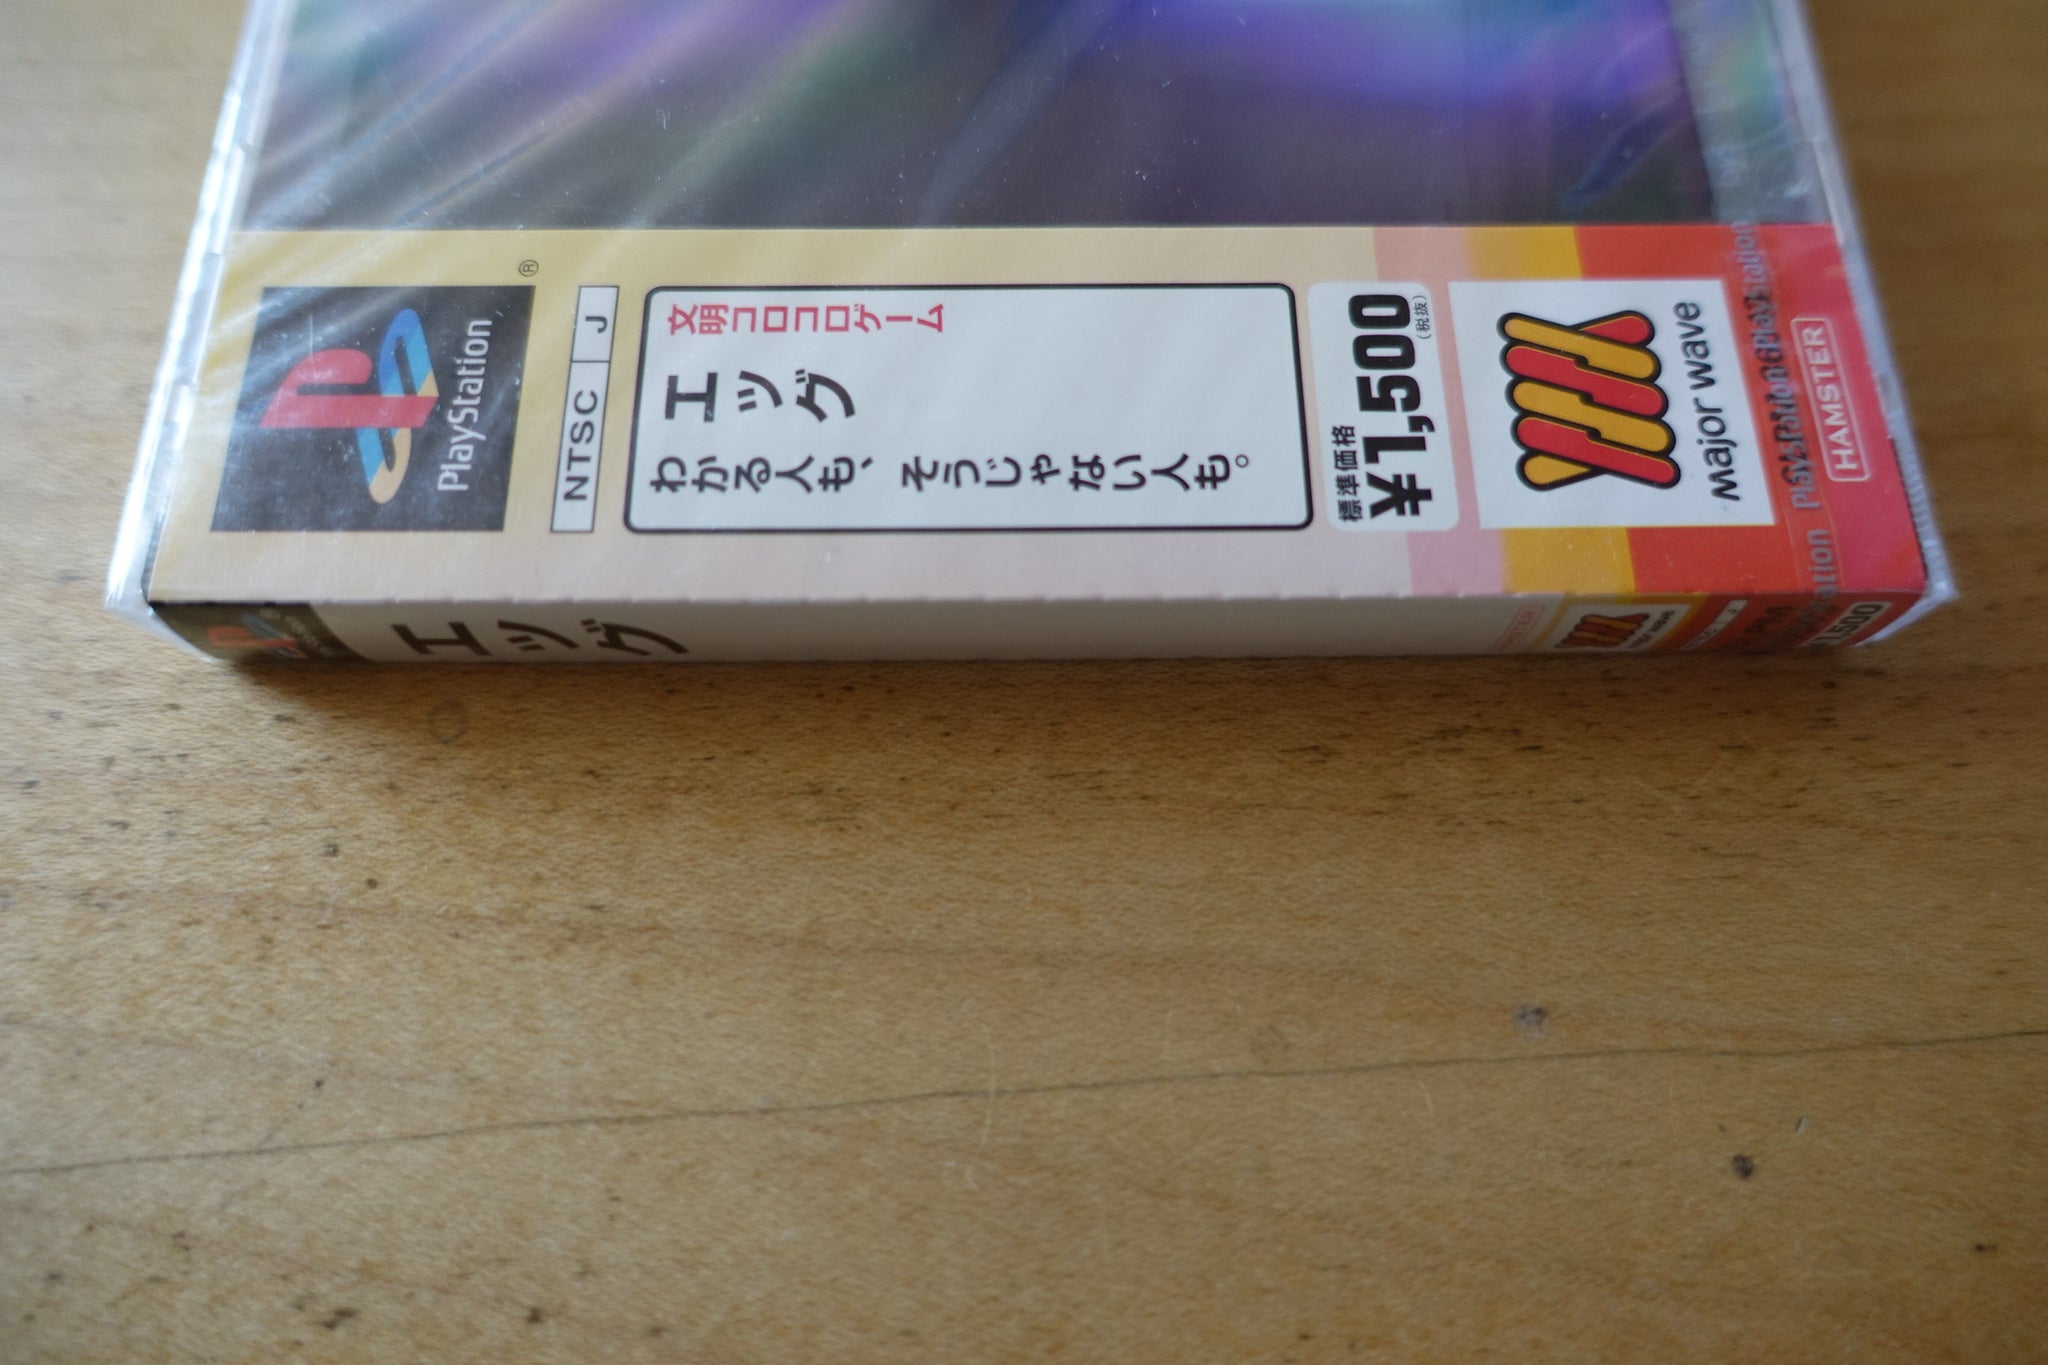 PlayStation
®
NTSC J
文明コロコロゲーム
エッグ
わかる人も、そうじゃない人も。
標準価格
¥1,500
(税抜)
Major wave
PlayStation PlayStation PlayStation
HAMSTER
エッグ